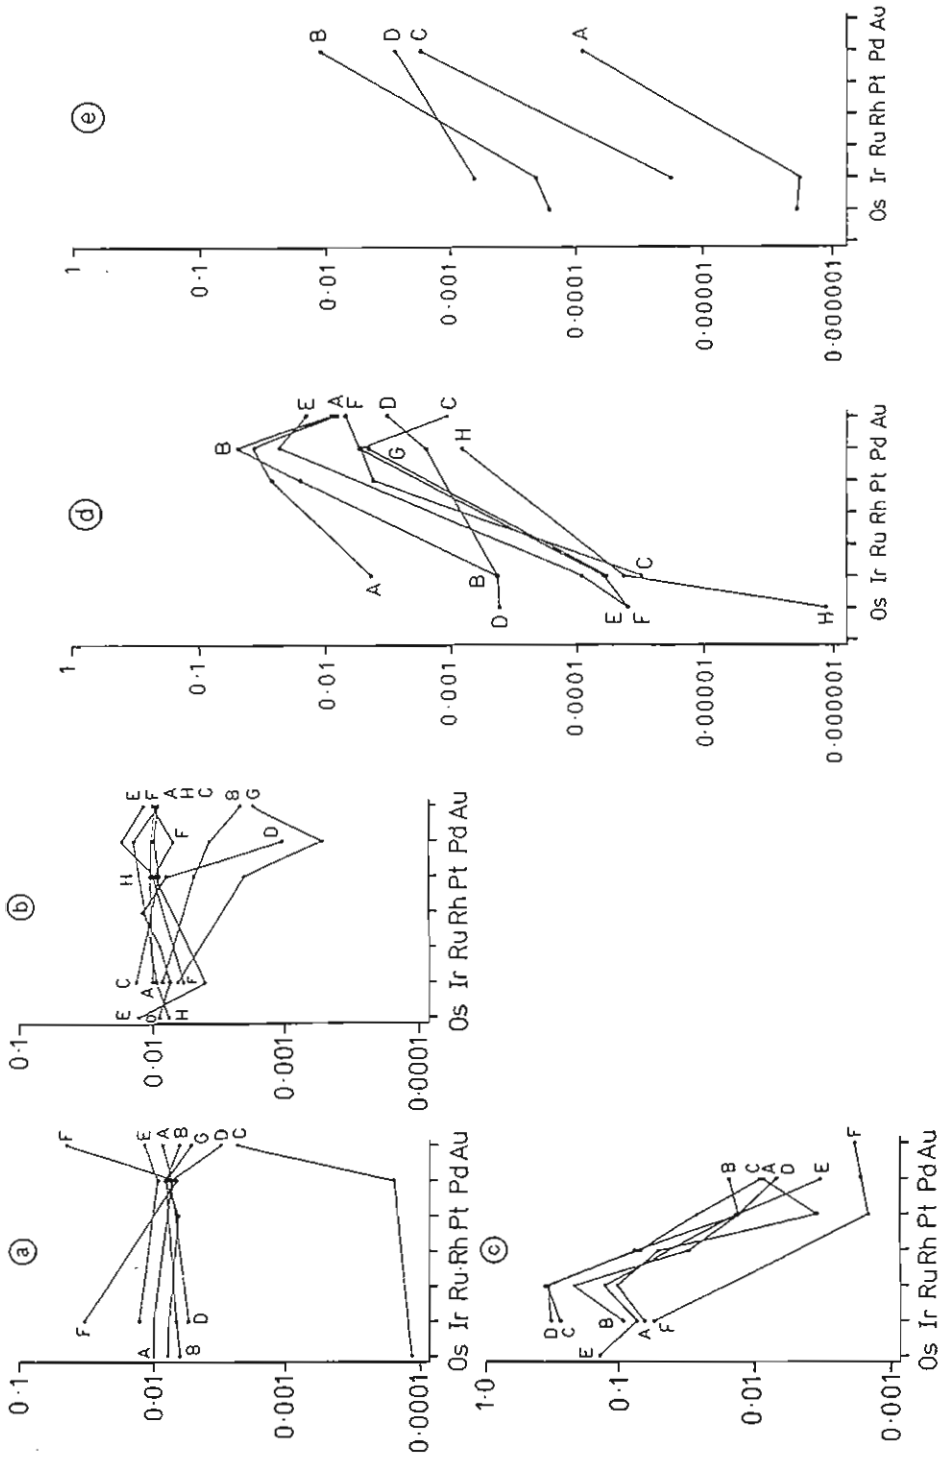 a
0·1
0·01
0·001
0·0001
F
A
B
D
F
E
A
B
G
D
C
Os Ir Ru·Rh Pt Pd Au
b
0·1
0·01
0·001
0·0001
C
E
A
H
F
H
E
F
A
H
C
F
B
G
D
Os Ir Ru Rh Pt Pd Au
c
1·0
0·1
0·01
0·001
D
C
E
B
A
F
B
C
A
D
E
F
Os Ir Ru Rh Pt Pd Au
d
1
0·1
0·01
0·001
0·0001
0·00001
0·000001
A
B
D
E
F
C
H
B
E
A
F
D
C
G
H
Os Ir Ru Rh Pt Pd Au
e
1
0·1
0·01
0·001
0·0001
0·00001
0·000001
B
D
C
A
Os Ir Ru Rh Pt Pd Au